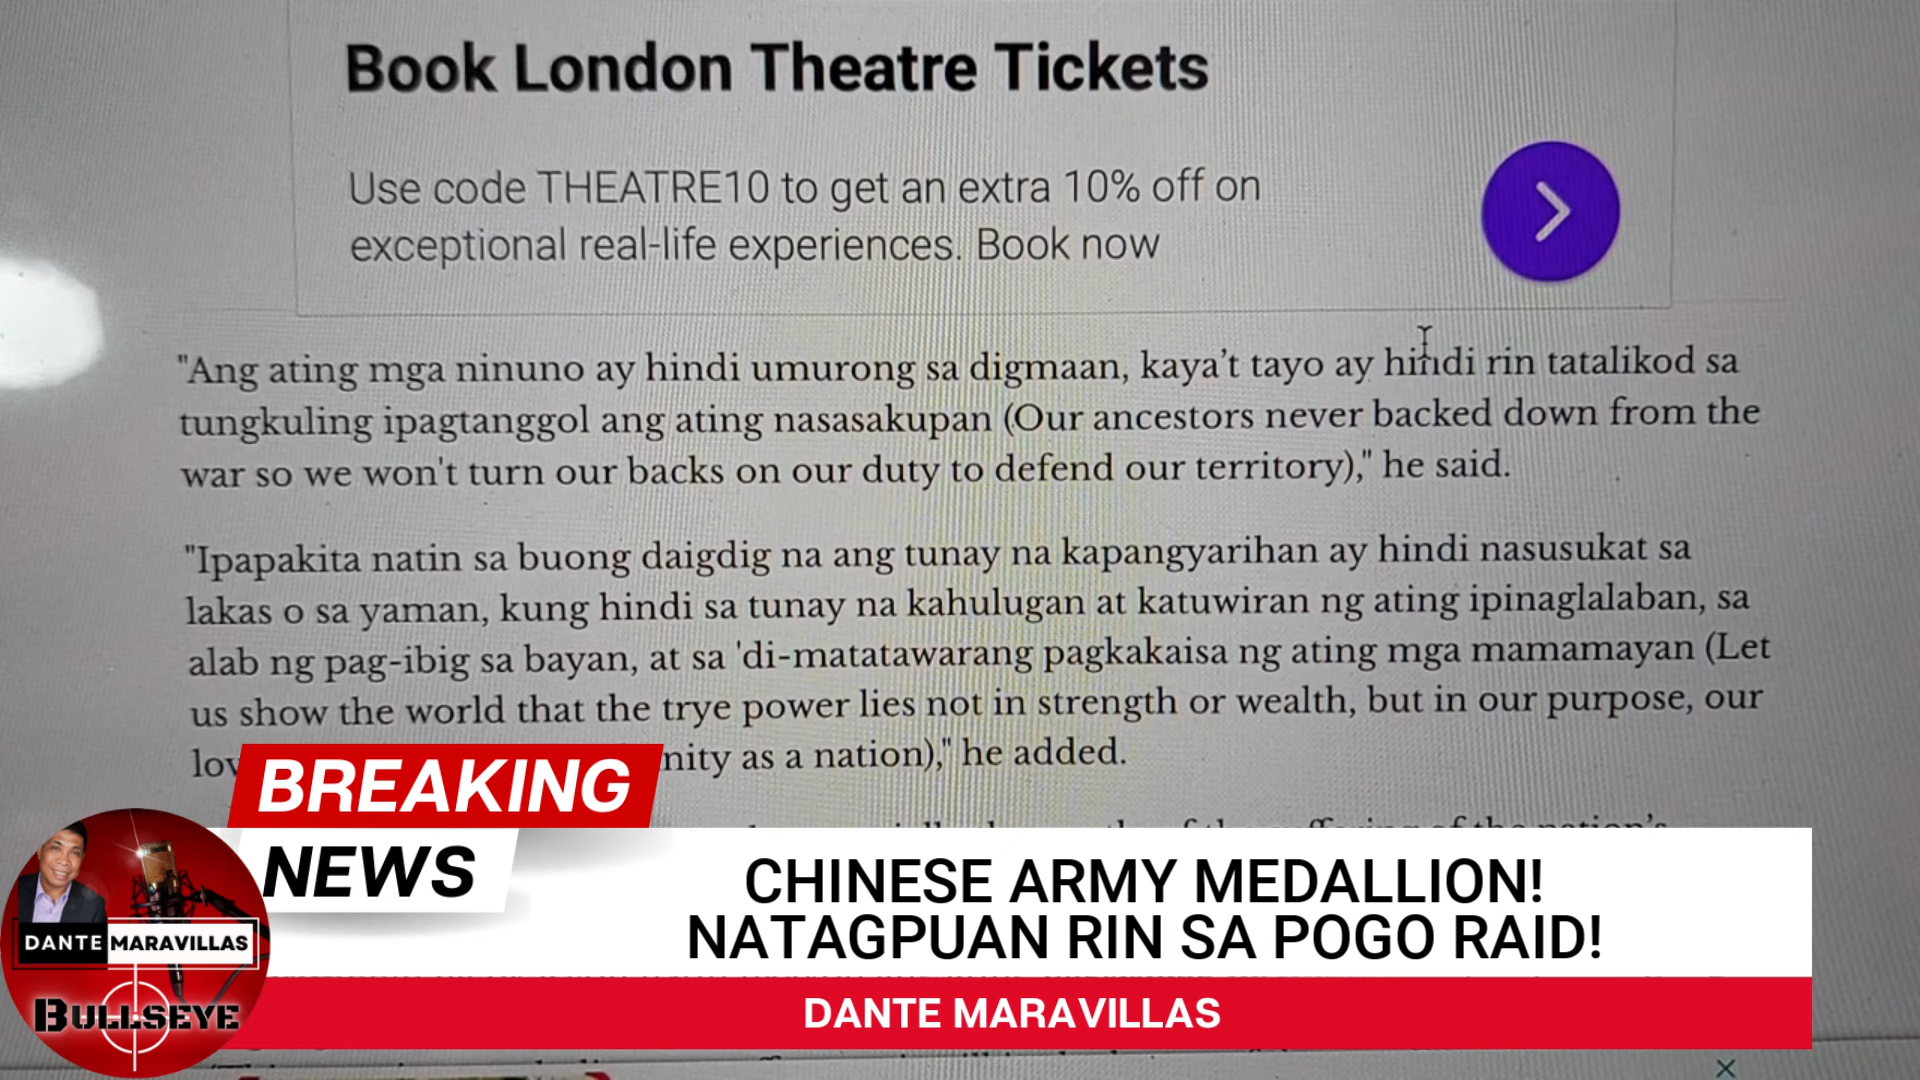 Book London Theatre Tickets
Use code THEATRE10 to get an extra 10% off on
exceptional real-life experiences. Book now
"Ang ating mga ninuno ay hindi umurong sa digmaan, kaya't tayo ay hindi rin tatalikod sa
tungkuling ipagtanggol ang ating nasasakupan (Our ancestors never backed down from the
war so we won't turn our backs on our duty to defend our territory)," he said.
"Ipapakita natin sa buong daigdig na ang tunay na kapangyarihan ay hindi nasusukat sa
lakas o sa yaman, kung hindi sa tunay na kahulugan at katuwiran ng ating ipinaglalaban, sa
alab ng pag-ibig sa bayan, at sa 'di-matatawarang pagkakaisa ng ating mga mamamayan (Let
us show the world that the trye power lies not in strength or wealth, but in our purpose, our
as a nation)," he added.
BREAKING
NEWS
CHINESE ARMY MEDALLION!
NATAGPUAN RIN SA POGO RAID!
DANTE MARAVILLAS
DANTE MARAVILLAS
BULLSEYE